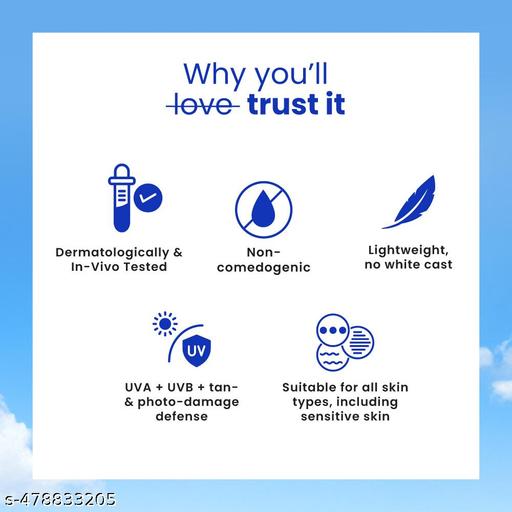 Why you'll
love trust it
Dermatologically &
In-Vivo Tested
Non-
comedogenic
Lightweight,
no white cast
UV
UVA + UVB + tan-
& photo-damage
defense
Suitable for all skin
types, including
sensitive skin
s-478833205